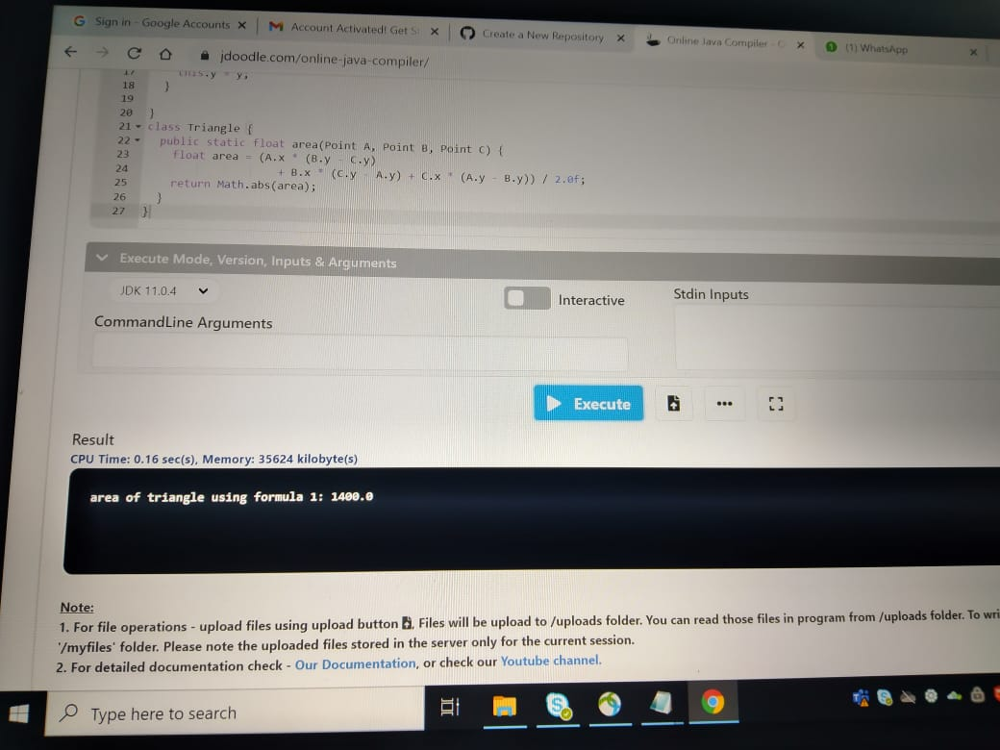 Sign in - Google Accounts
Account Activated! Get S
Create a New Repository
Online Java Compiler - O
(1) WhatsApp
jdoodle.com/online-java-compiler/
17 this.y = y;
18 }
19
20 }
21 class Triangle {
22 public static float area(Point A, Point B, Point C) {
23 float area = (A.x * (B.y - C.y)
24 + B.x * (C.y - A.y) + C.x * (A.y - B.y)) / 2.0f;
25 return Math.abs(area);
26 }
27 }
Execute Mode, Version, Inputs & Arguments
JDK 11.0.4
Interactive
Stdin Inputs
CommandLine Arguments
Execute
Result
CPU Time: 0.16 sec(s), Memory: 35624 kilobyte(s)
area of triangle using formula 1: 1400.0
Note:
1. For file operations - upload files using upload button , Files will be upload to /uploads folder. You can read those files in program from /uploads folder. To wri
'/myfiles' folder. Please note the uploaded files stored in the server only for the current session.
2. For detailed documentation check - Our Documentation, or check our Youtube channel.
Type here to search